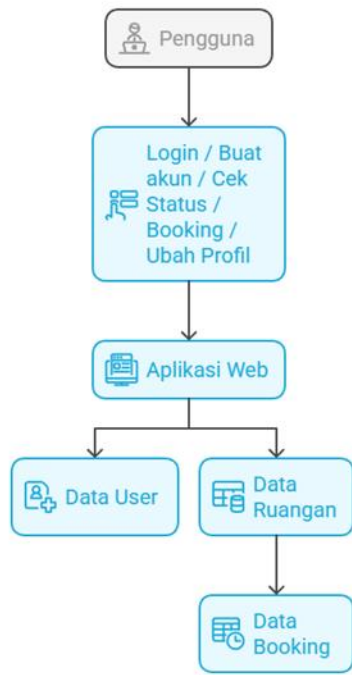 Pengguna
Login / Buat
akun / Cek
Status /
Booking /
Ubah Profil
Aplikasi Web
Data User
Data
Ruangan
Data
Booking